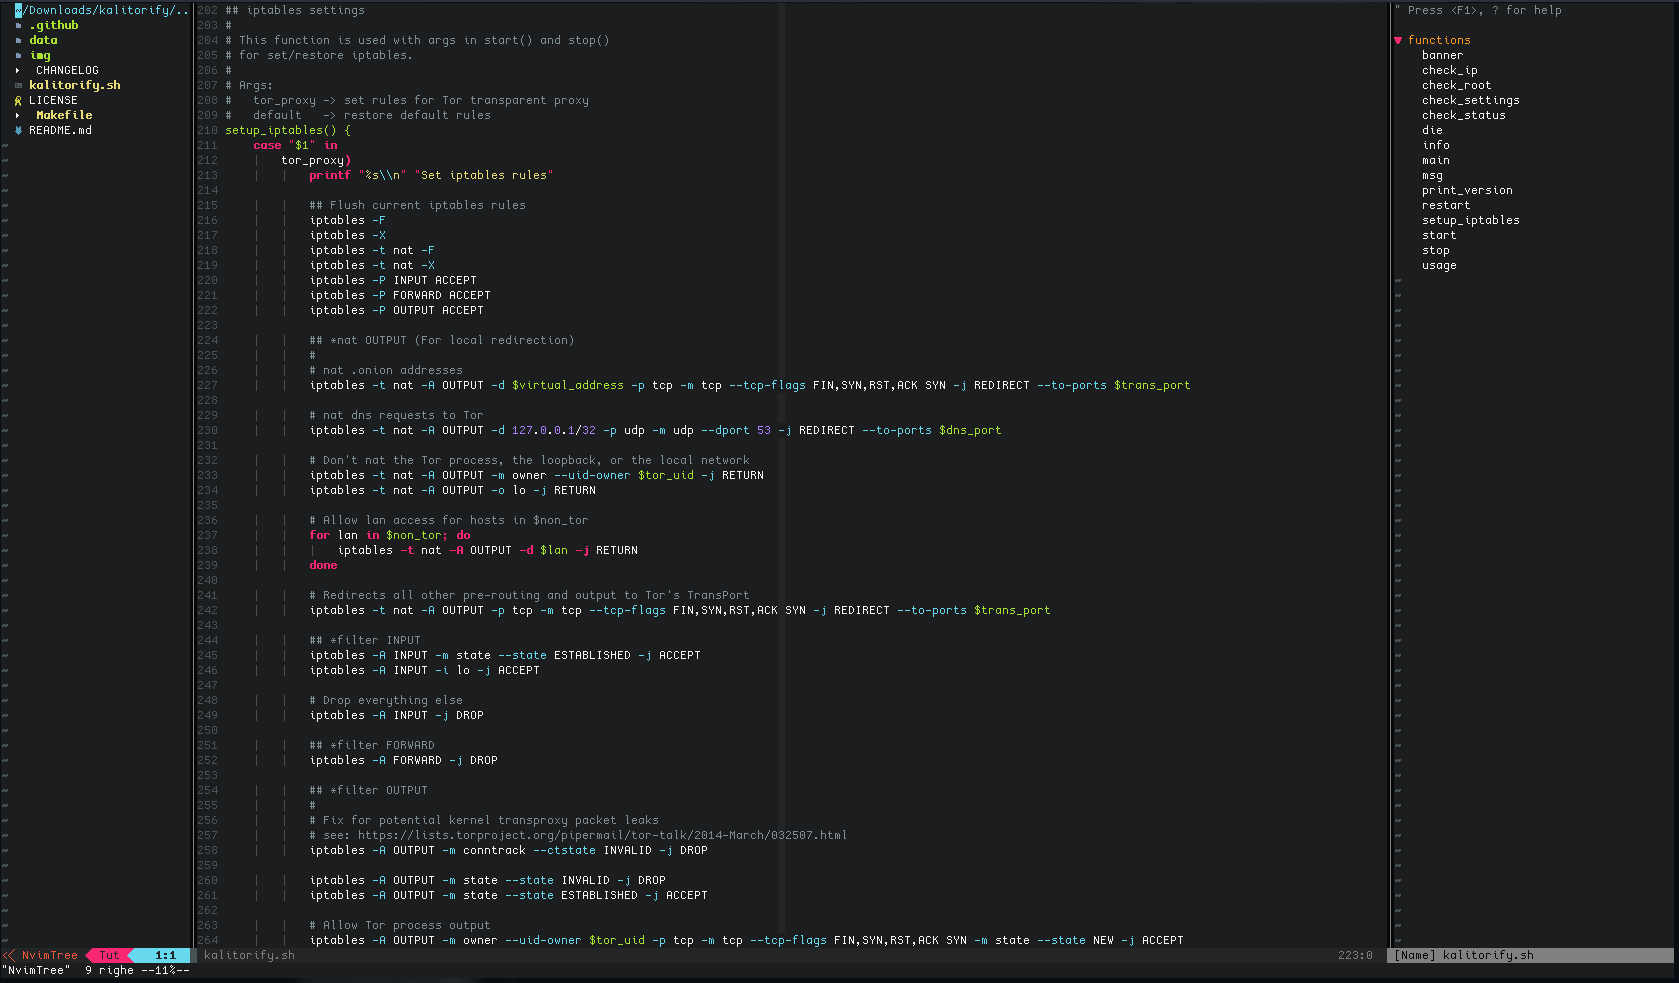 ~/Downloads/kalitorify/..
.github
data
img
CHANGELOG
kalitorify.sh
LICENSE
Makefile
README.md
202 ## iptables settings
203 #
204 # This function is used with args in start() and stop()
205 # for set/restore iptables.
206 #
207 # Args:
208 #   tor_proxy -> set rules for Tor transparent proxy
209 #   default   -> restore default rules
210 setup_iptables() {
211     case "$1" in
212         tor_proxy)
213             printf "%s\\n" "Set iptables rules"
214
215             ## Flush current iptables rules
216             iptables -F
217             iptables -X
218             iptables -t nat -F
219             iptables -t nat -X
220             iptables -P INPUT ACCEPT
221             iptables -P FORWARD ACCEPT
222             iptables -P OUTPUT ACCEPT
223
224             ## *nat OUTPUT (For local redirection)
225             #
226             # nat .onion addresses
227             iptables -t nat -A OUTPUT -d $virtual_address -p tcp -m tcp --tcp-flags FIN,SYN,RST,ACK SYN -j REDIRECT --to-ports $trans_port
228
229             # nat dns requests to Tor
230             iptables -t nat -A OUTPUT -d 127.0.0.1/32 -p udp -m udp --dport 53 -j REDIRECT --to-ports $dns_port
231
232             # Don't nat the Tor process, the loopback, or the local network
233             iptables -t nat -A OUTPUT -m owner --uid-owner $tor_uid -j RETURN
234             iptables -t nat -A OUTPUT -o lo -j RETURN
235
236             # Allow lan access for hosts in $non_tor
237             for lan in $non_tor; do
238                 iptables -t nat -A OUTPUT -d $lan -j RETURN
239             done
240
241             # Redirects all other pre-routing and output to Tor's TransPort
242             iptables -t nat -A OUTPUT -p tcp -m tcp --tcp-flags FIN,SYN,RST,ACK SYN -j REDIRECT --to-ports $trans_port
243
244             ## *filter INPUT
245             iptables -A INPUT -m state --state ESTABLISHED -j ACCEPT
246             iptables -A INPUT -i lo -j ACCEPT
247
248             # Drop everything else
249             iptables -A INPUT -j DROP
250
251             ## *filter FORWARD
252             iptables -A FORWARD -j DROP
253
254             ## *filter OUTPUT
255             #
256             # Fix for potential kernel transproxy packet leaks
257             # see: https://lists.torproject.org/pipermail/tor-talk/2014-March/032507.html
258             iptables -A OUTPUT -m conntrack --ctstate INVALID -j DROP
259
260             iptables -A OUTPUT -m state --state INVALID -j DROP
261             iptables -A OUTPUT -m state --state ESTABLISHED -j ACCEPT
262
263             # Allow Tor process output
264             iptables -A OUTPUT -m owner --uid-owner $tor_uid -p tcp -m tcp --tcp-flags FIN,SYN,RST,ACK SYN -m state --state NEW -j ACCEPT
" Press <F1>, ? for help
functions
banner
check_ip
check_root
check_settings
check_status
die
info
main
msg
print_version
restart
setup_iptables
start
stop
usage
NvimTree Tut 1:1
kalitorify.sh 223:0
[Name] kalitorify.sh
"NvimTree"  9 righe --11%--